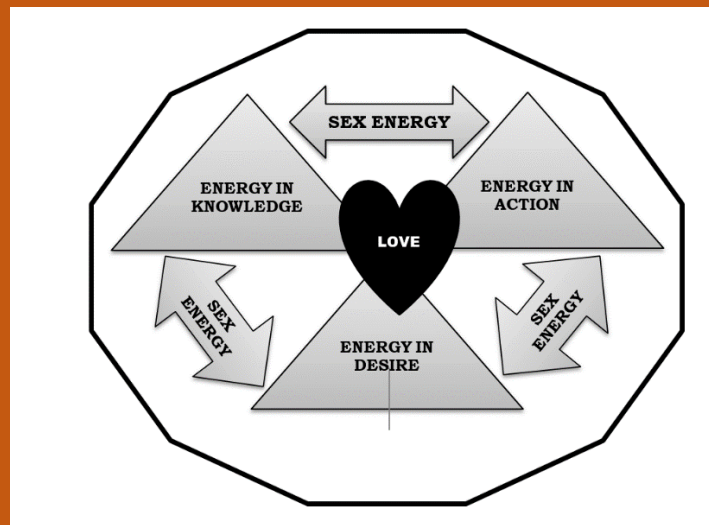 SEX ENERGY
ENERGY IN
KNOWLEDGE
ENERGY IN
ACTION
LOVE
SEX
ENERGY
SEX
ENERGY
ENERGY IN
DESIRE